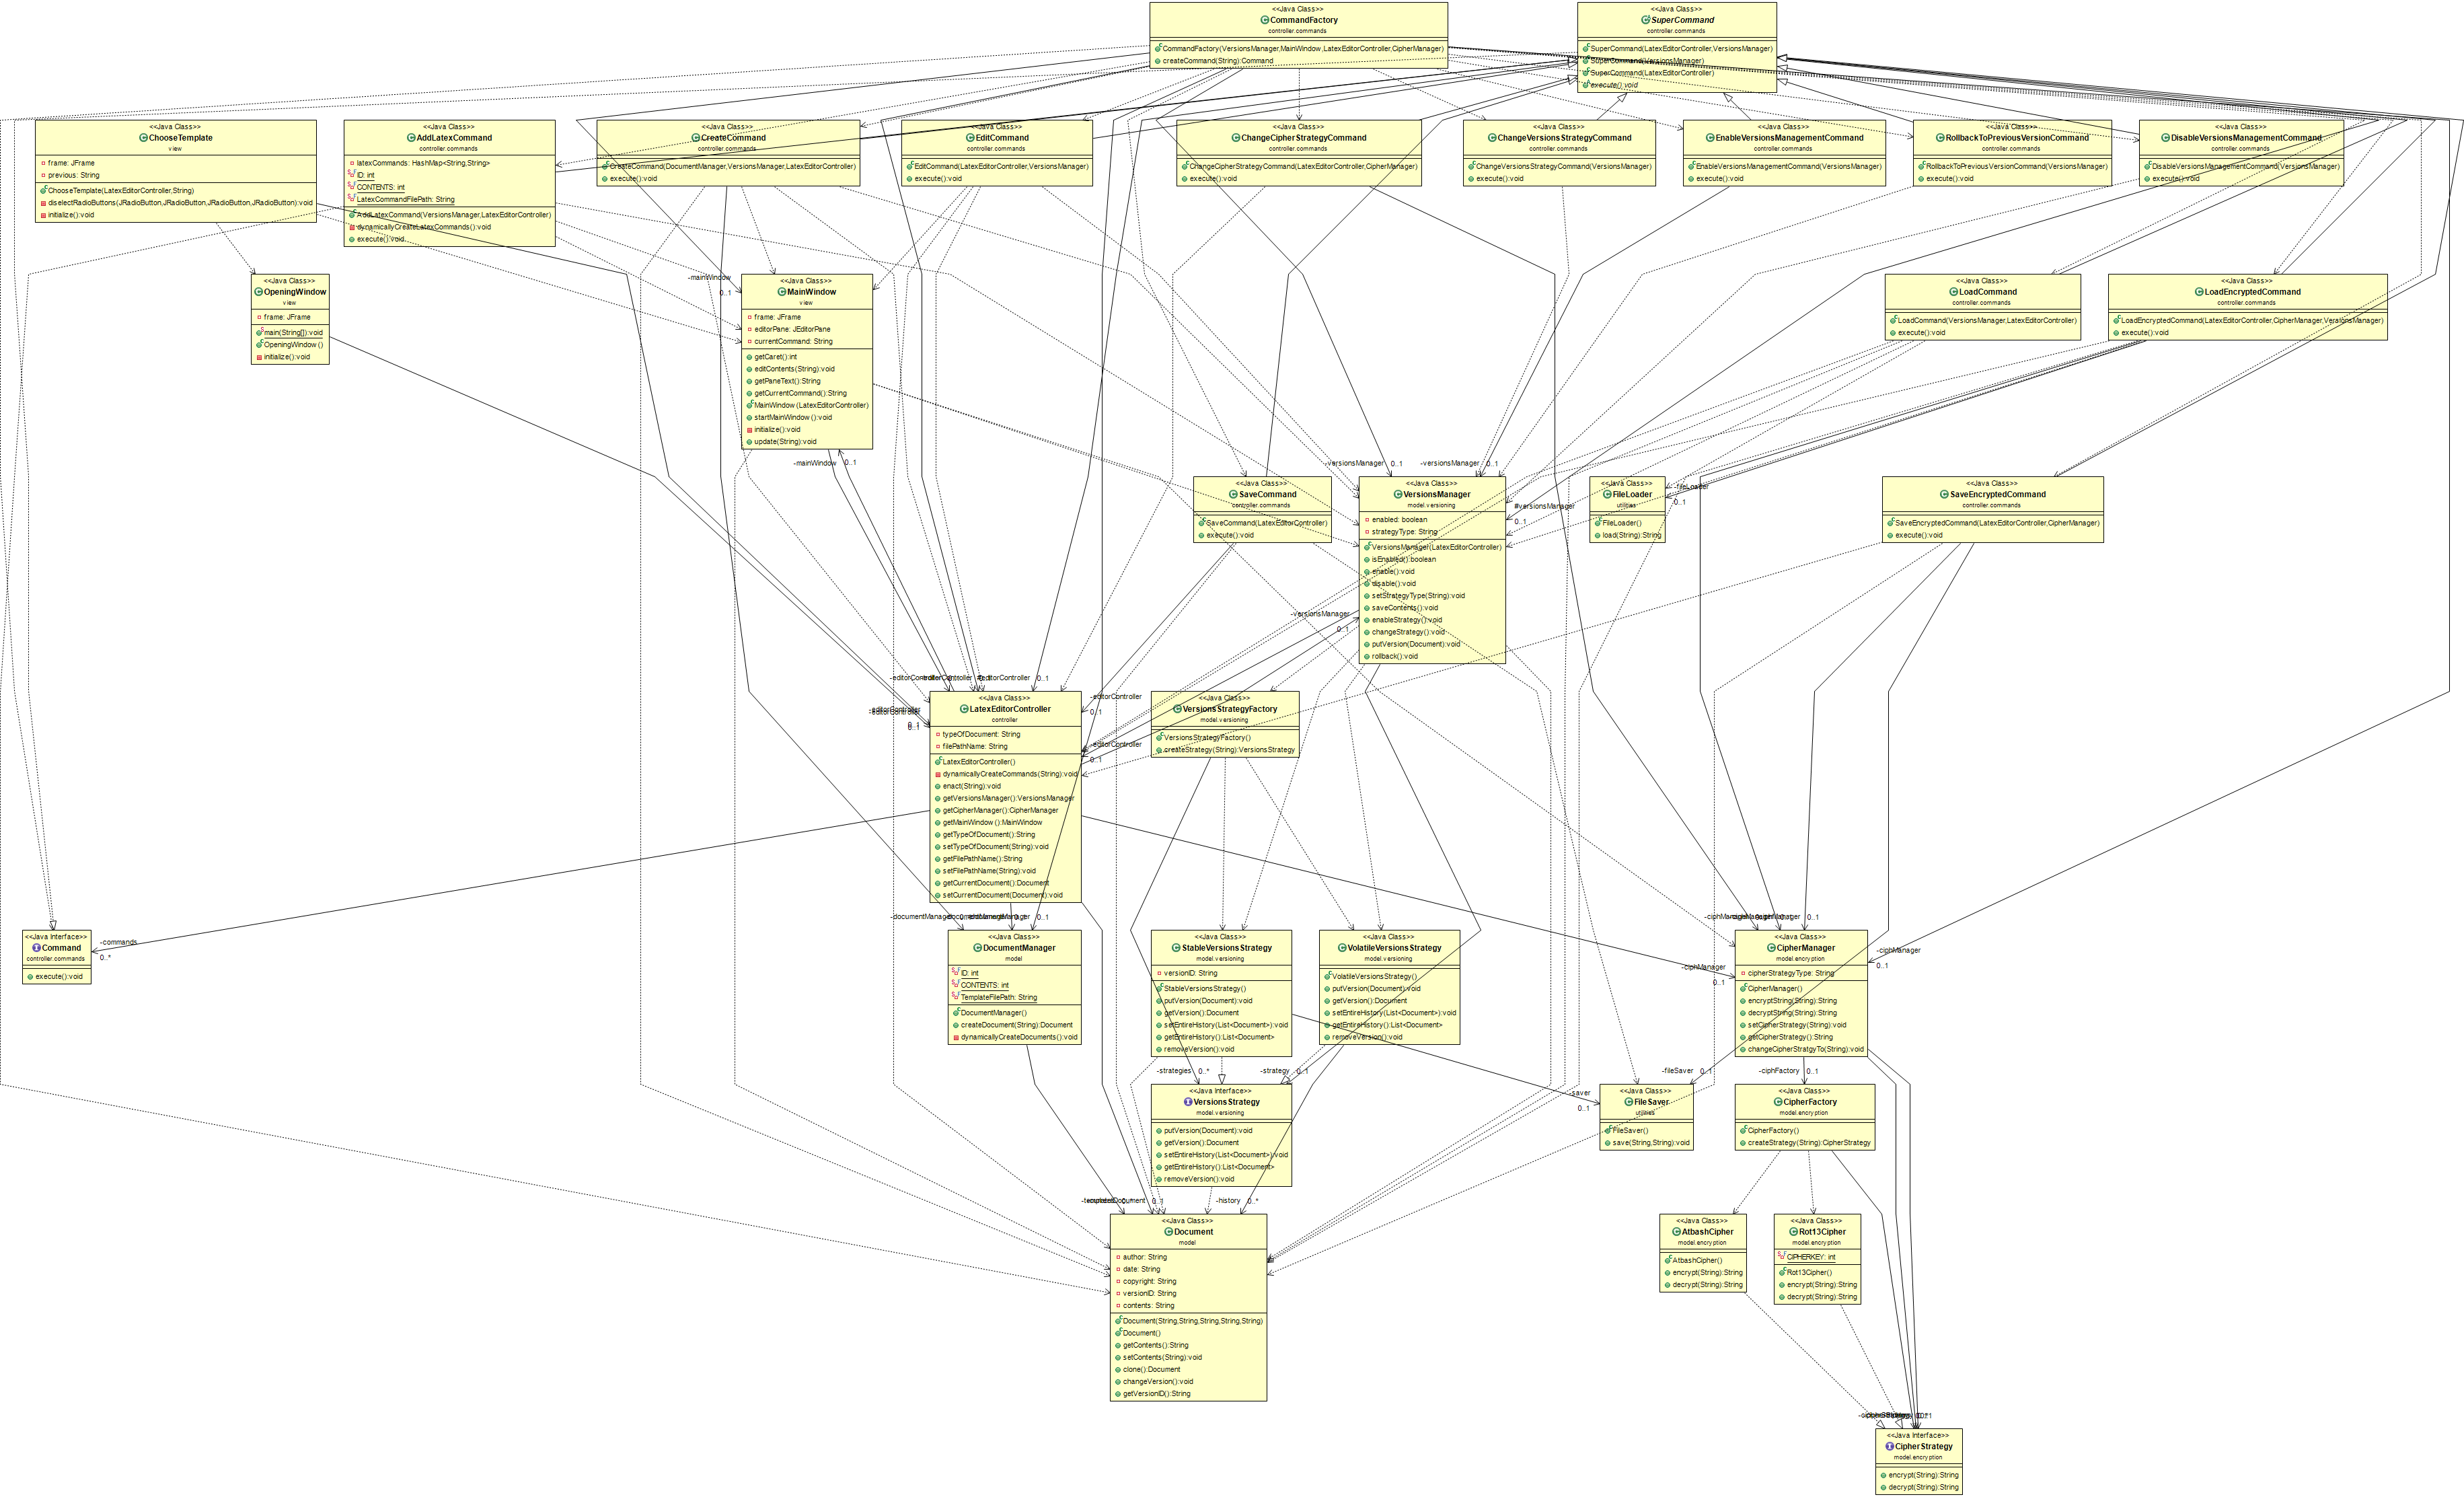 <<Java Class>>
CommandFactory
controller.commands
CommandFactory(VersionsManager,MainWindow,LatexEditorController,CipherManager)
createCommand(String):Command
<<Java Class>>
SuperCommand
controller.commands
SuperCommand(LatexEditorController,VersionsManager)
SuperCommand(VersionsManager)
SuperCommand(LatexEditorController)
execute():void
<<Java Class>>
ChooseTemplate
view
frame: JFrame
previous: String
ChooseTemplate(LatexEditorController,String)
diselectRadioButtons(JRadioButton,JRadioButton,JRadioButton,JRadioButton):void
initialize():void
<<Java Class>>
AddLatexCommand
controller.commands
latexCommands: HashMap<String,String>
ID: int
CONTENTS: int
LatexCommandFilePath: String
AddLatexCommand(VersionsManager,LatexEditorController)
dynamicallyCreateLatexCommands():void
execute():void
<<Java Class>>
CreateCommand
controller.commands
CreateCommand(DocumentManager,VersionsManager,LatexEditorController)
execute():void
<<Java Class>>
EditCommand
controller.commands
EditCommand(LatexEditorController,VersionsManager)
execute():void
<<Java Class>>
ChangeCipherStrategyCommand
controller.commands
ChangeCipherStrategyCommand(LatexEditorController,CipherManager)
execute():void
<<Java Class>>
ChangeVersionsStrategyCommand
controller.commands
ChangeVersionsStrategyCommand(VersionsManager)
execute():void
<<Java Class>>
EnableVersionsManagementCommand
controller.commands
EnableVersionsManagementCommand(VersionsManager)
execute():void
<<Java Class>>
RollbackToPreviousVersionCommand
controller.commands
RollbackToPreviousVersionCommand(VersionsManager)
execute():void
<<Java Class>>
DisableVersionsManagementCommand
controller.commands
DisableVersionsManagementCommand(VersionsManager)
execute():void
<<Java Class>>
OpeningWindow
view
frame: JFrame
main(String[]):void
OpeningWindow()
initialize():void
-mainWindow
0..1
<<Java Class>>
MainWindow
view
frame: JFrame
editorPane: JEditorPane
currentCommand: String
getCaret():int
editContents(String):void
getPaneText():String
getCurrentCommand():String
MainWindow(LatexEditorController)
startMainWindow():void
initialize():void
update(String):void
<<Java Class>>
LoadCommand
controller.commands
LoadCommand(VersionsManager,LatexEditorController)
execute():void
<<Java Class>>
LoadEncryptedCommand
controller.commands
LoadEncryptedCommand(LatexEditorController,CipherManager,VersionsManager)
execute():void
-mainWindow
0..1
-versionsManager
0..1
-versionsManager
0..1
<<Java Class>>
SaveCommand
controller.commands
SaveCommand(LatexEditorController)
execute():void
<<Java Class>>
VersionsManager
model.versioning
enabled: boolean
strategyType: String
VersionsManager(LatexEditorController)
isEnabled():boolean
enable():void
disable():void
setStrategyType(String):void
saveContents():void
enableStrategy():void
changeStrategy():void
putVersion(Document):void
rollback():void
#versionsManager
0..1
<<Java Class>>
FileLoader
utilities
FileLoader()
load(String):String
-fileLoader
0..1
<<Java Class>>
SaveEncryptedCommand
controller.commands
SaveEncryptedCommand(LatexEditorController,CipherManager)
execute():void
-versionsManager
0..1
#editorController
0..1
-editorController
0..1
-editorController
0..1
-editorController
0..1
<<Java Class>>
LatexEditorController
controller
typeOfDocument: String
filePathName: String
LatexEditorController()
dynamicallyCreateCommands(String):void
enact(String):void
getVersionsManager():VersionsManager
getCipherManager():CipherManager
getMainWindow():MainWindow
getTypeOfDocument():String
setTypeOfDocument(String):void
getFilePathName():String
setFilePathName(String):void
getCurrentDocument():Document
setCurrentDocument(Document):void
<<Java Class>>
VersionsStrategyFactory
model.versioning
VersionsStrategyFactory()
createStrategy(String):VersionsStrategy
<<Java Interface>>
Command
controller.commands
execute():void
-commands
0..*
-documentManager
0..1
<<Java Class>>
DocumentManager
model
ID: int
CONTENTS: int
TemplateFilePath: String
DocumentManager()
createDocument(String):Document
dynamicallyCreateDocuments():void
<<Java Class>>
StableVersionsStrategy
model.versioning
versionID: String
StableVersionsStrategy()
putVersion(Document):void
getVersion():Document
setEntireHistory(List<Document>):void
getEntireHistory():List<Document>
removeVersion():void
<<Java Class>>
VolatileVersionsStrategy
model.versioning
VolatileVersionsStrategy()
putVersion(Document):void
getVersion():Document
setEntireHistory(List<Document>):void
getEntireHistory():List<Document>
removeVersion():void
0..1
-ciphManager
0..1
<<Java Class>>
CipherManager
model.encryption
cipherStrategyType: String
CipherManager()
encryptString(String):String
decryptString(String):String
setCipherStrategy(String):void
getCipherStrategy():String
changeCipherStratgyTo(String):void
-ciphManager
0..1
-strategies
0..*
-strategy
0..1
<<Java Interface>>
VersionsStrategy
model.versioning
putVersion(Document):void
getVersion():Document
setEntireHistory(List<Document>):void
getEntireHistory():List<Document>
removeVersion():void
-saver
0..1
-fileSaver
0..1
<<Java Class>>
FileSaver
utilities
FileSaver()
save(String,String):void
-ciphFactory
0..1
<<Java Class>>
CipherFactory
model.encryption
CipherFactory()
createStrategy(String):CipherStrategy
0..1
-history
0..*
<<Java Class>>
Document
model
author: String
date: String
copyright: String
versionID: String
contents: String
Document(String,String,String,String,String)
Document()
getContents():String
setContents(String):void
clone():Document
changeVersion():void
getVersionID():String
<<Java Class>>
AtbashCipher
model.encryption
AtbashCipher()
encrypt(String):String
decrypt(String):String
<<Java Class>>
Rot13Cipher
model.encryption
CIPHERKEY: int
Rot13Cipher()
encrypt(String):String
decrypt(String):String
<<Java Interface>>
CipherStrategy
model.encryption
encrypt(String):String
decrypt(String):String